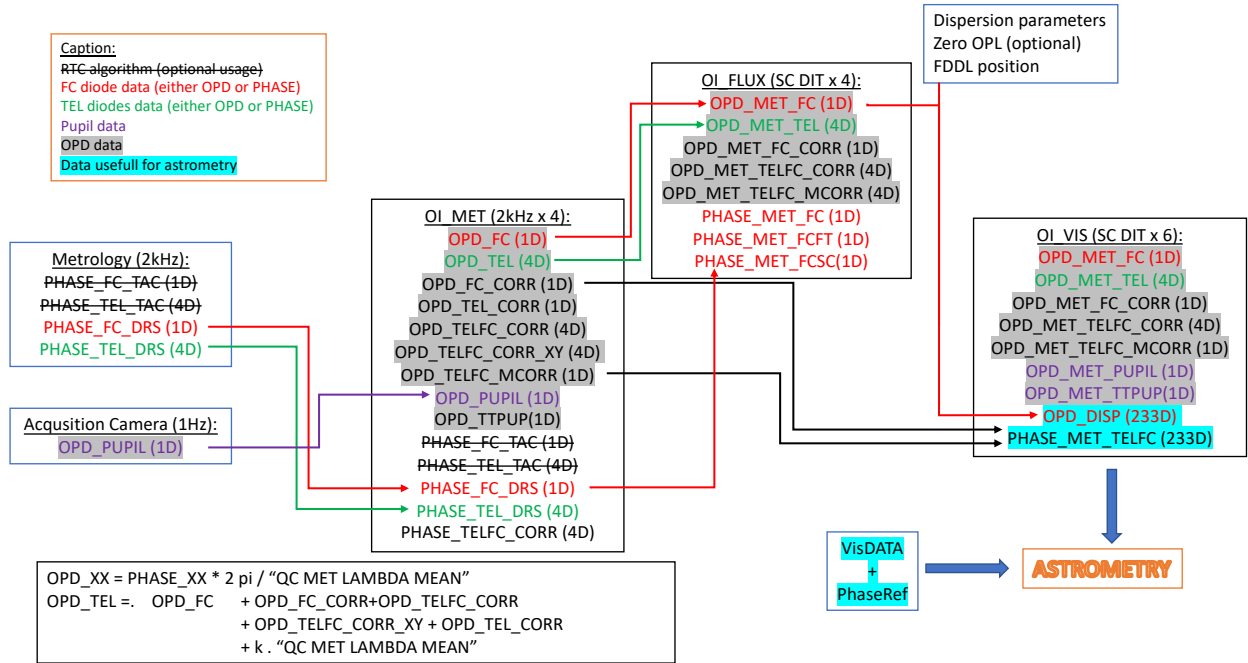 Caption:
RTC algorithm (optional usage)
FC diode data (either OPD or PHASE)
TEL diodes data (either OPD or PHASE)
Pupil data
OPD data
Data usefull for astrometry
Metrology (2kHz):
PHASE_FC_TAC (1D)
PHASE_TEL_TAC (4D)
PHASE_FC_DRS (1D)
PHASE_TEL_DRS (4D)
Acqusition Camera (1Hz):
OPD_PUPIL (1D)
OI_MET (2kHz x 4):
OPD_FC (1D)
OPD_TEL (4D)
OPD_FC_CORR (1D)
OPD_TEL_CORR (1D)
OPD_TELFC_CORR (4D)
OPD_TELFC_CORR_XY (4D)
OPD_TELFC_MCORR (1D)
OPD_PUPIL (1D)
OPD_TTPUP(1D)
PHASE_FC_TAC (1D)
PHASE_TEL_TAC (4D)
PHASE_FC_DRS (1D)
PHASE_TEL_DRS (4D)
PHASE_TELFC_CORR (4D)
OI_FLUX (SC DIT x 4):
OPD_MET_FC (1D)
OPD_MET_TEL (4D)
OPD_MET_FC_CORR (1D)
OPD_MET_TELFC_CORR (4D)
OPD_MET_TELFC_MCORR (4D)
PHASE_MET_FC (1D)
PHASE_MET_FCFT (1D)
PHASE_MET_FCSC(1D)
Dispersion parameters
Zero OPL (optional)
FDDL position
OI_VIS (SC DIT x 6):
OPD_MET_FC (1D)
OPD_MET_TEL (4D)
OPD_MET_FC_CORR (1D)
OPD_MET_TELFC_CORR (4D)
OPD_MET_TELFC_MCORR (1D)
OPD_MET_PUPIL (1D)
OPD_MET_TTPUP(1D)
OPD_DISP (233D)
PHASE_MET_TELFC (233D)
VisDATA
+
PhaseRef
ASTROMETRY
OPD_XX = PHASE_XX * 2 pi / “QC MET LAMBDA MEAN”
OPD_TEL =. OPD_FC + OPD_FC_CORR+OPD_TELFC_CORR
+ OPD_TELFC_CORR_XY + OPD_TEL_CORR
+ k . “QC MET LAMBDA MEAN”